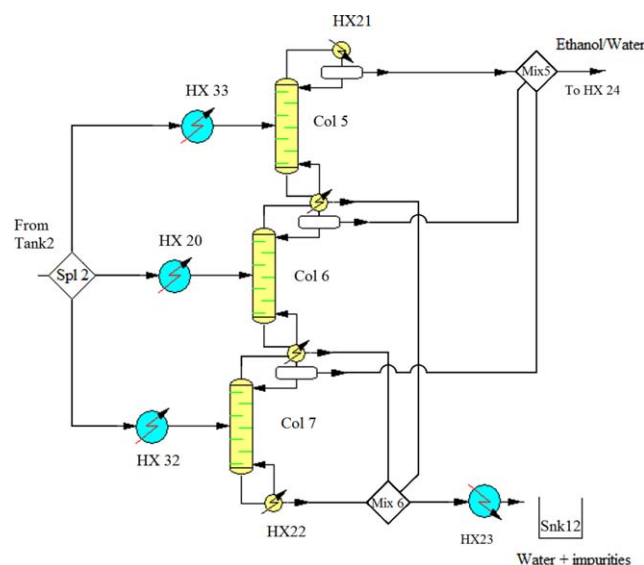 HX21
Ethanol/Water
Mix5
To HX 24
HX 33
Col 5
From
Tank2
Spl 2
HX 20
Col 6
HX 32
Col 7
HX22
Mix 6
HX23
Snk12
Water + impurities